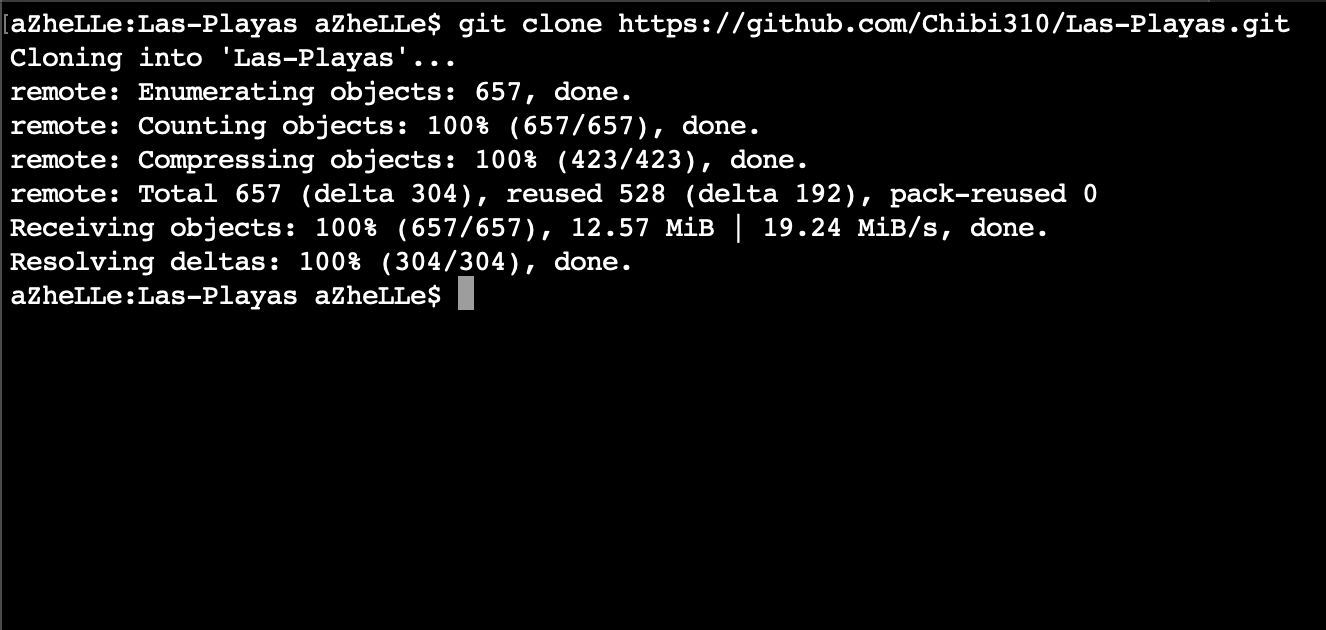 [aZheLLe:Las-Playas aZheLLe$ git clone https://github.com/Chibi310/Las-Playas.git
Cloning into 'Las-Playas'...
remote: Enumerating objects: 657, done.
remote: Counting objects: 100% (657/657), done.
remote: Compressing objects: 100% (423/423), done.
remote: Total 657 (delta 304), reused 528 (delta 192), pack-reused 0
Receiving objects: 100% (657/657), 12.57 MiB | 19.24 MiB/s, done.
Resolving deltas: 100% (304/304), done.
aZheLLe:Las-Playas aZheLLe$